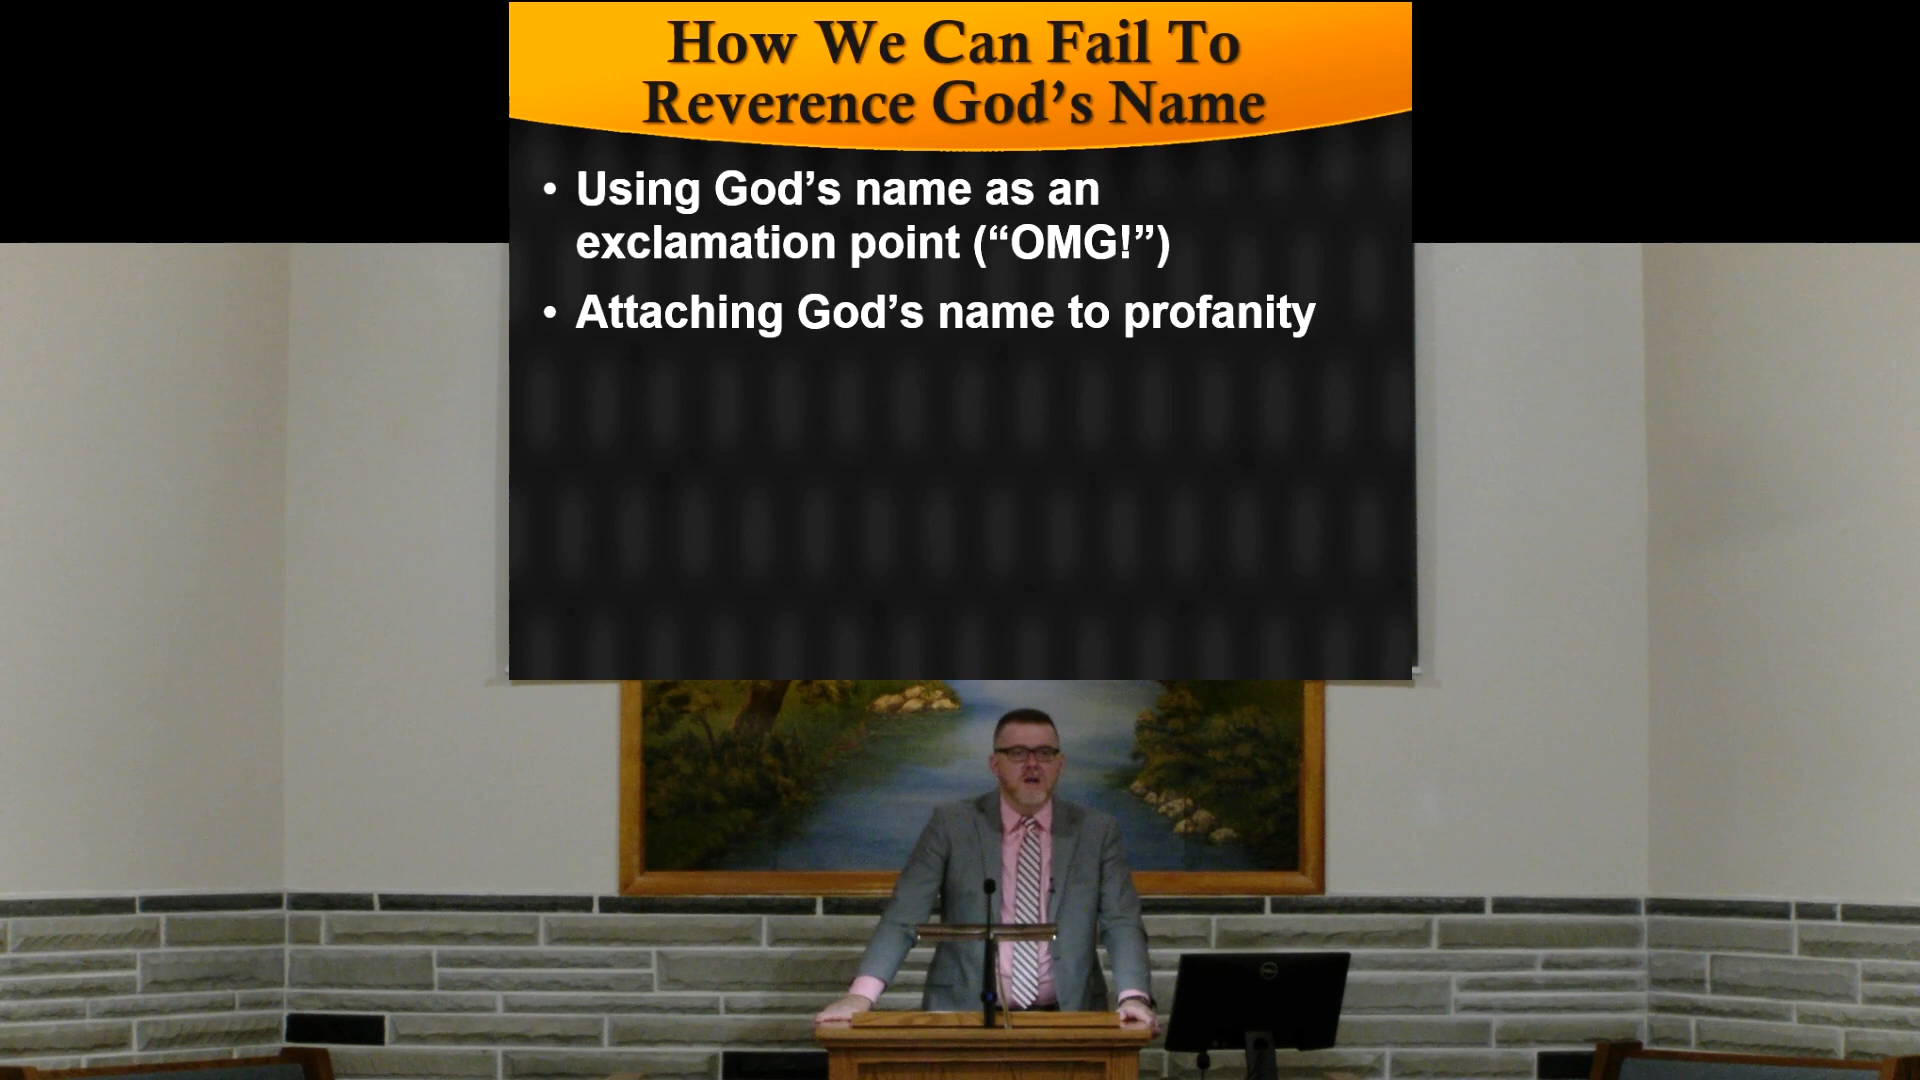 How We Can Fail To
Reverence God’s Name
• Using God’s name as an
exclamation point (“OMG!”)
• Attaching God’s name to profanity
DELL